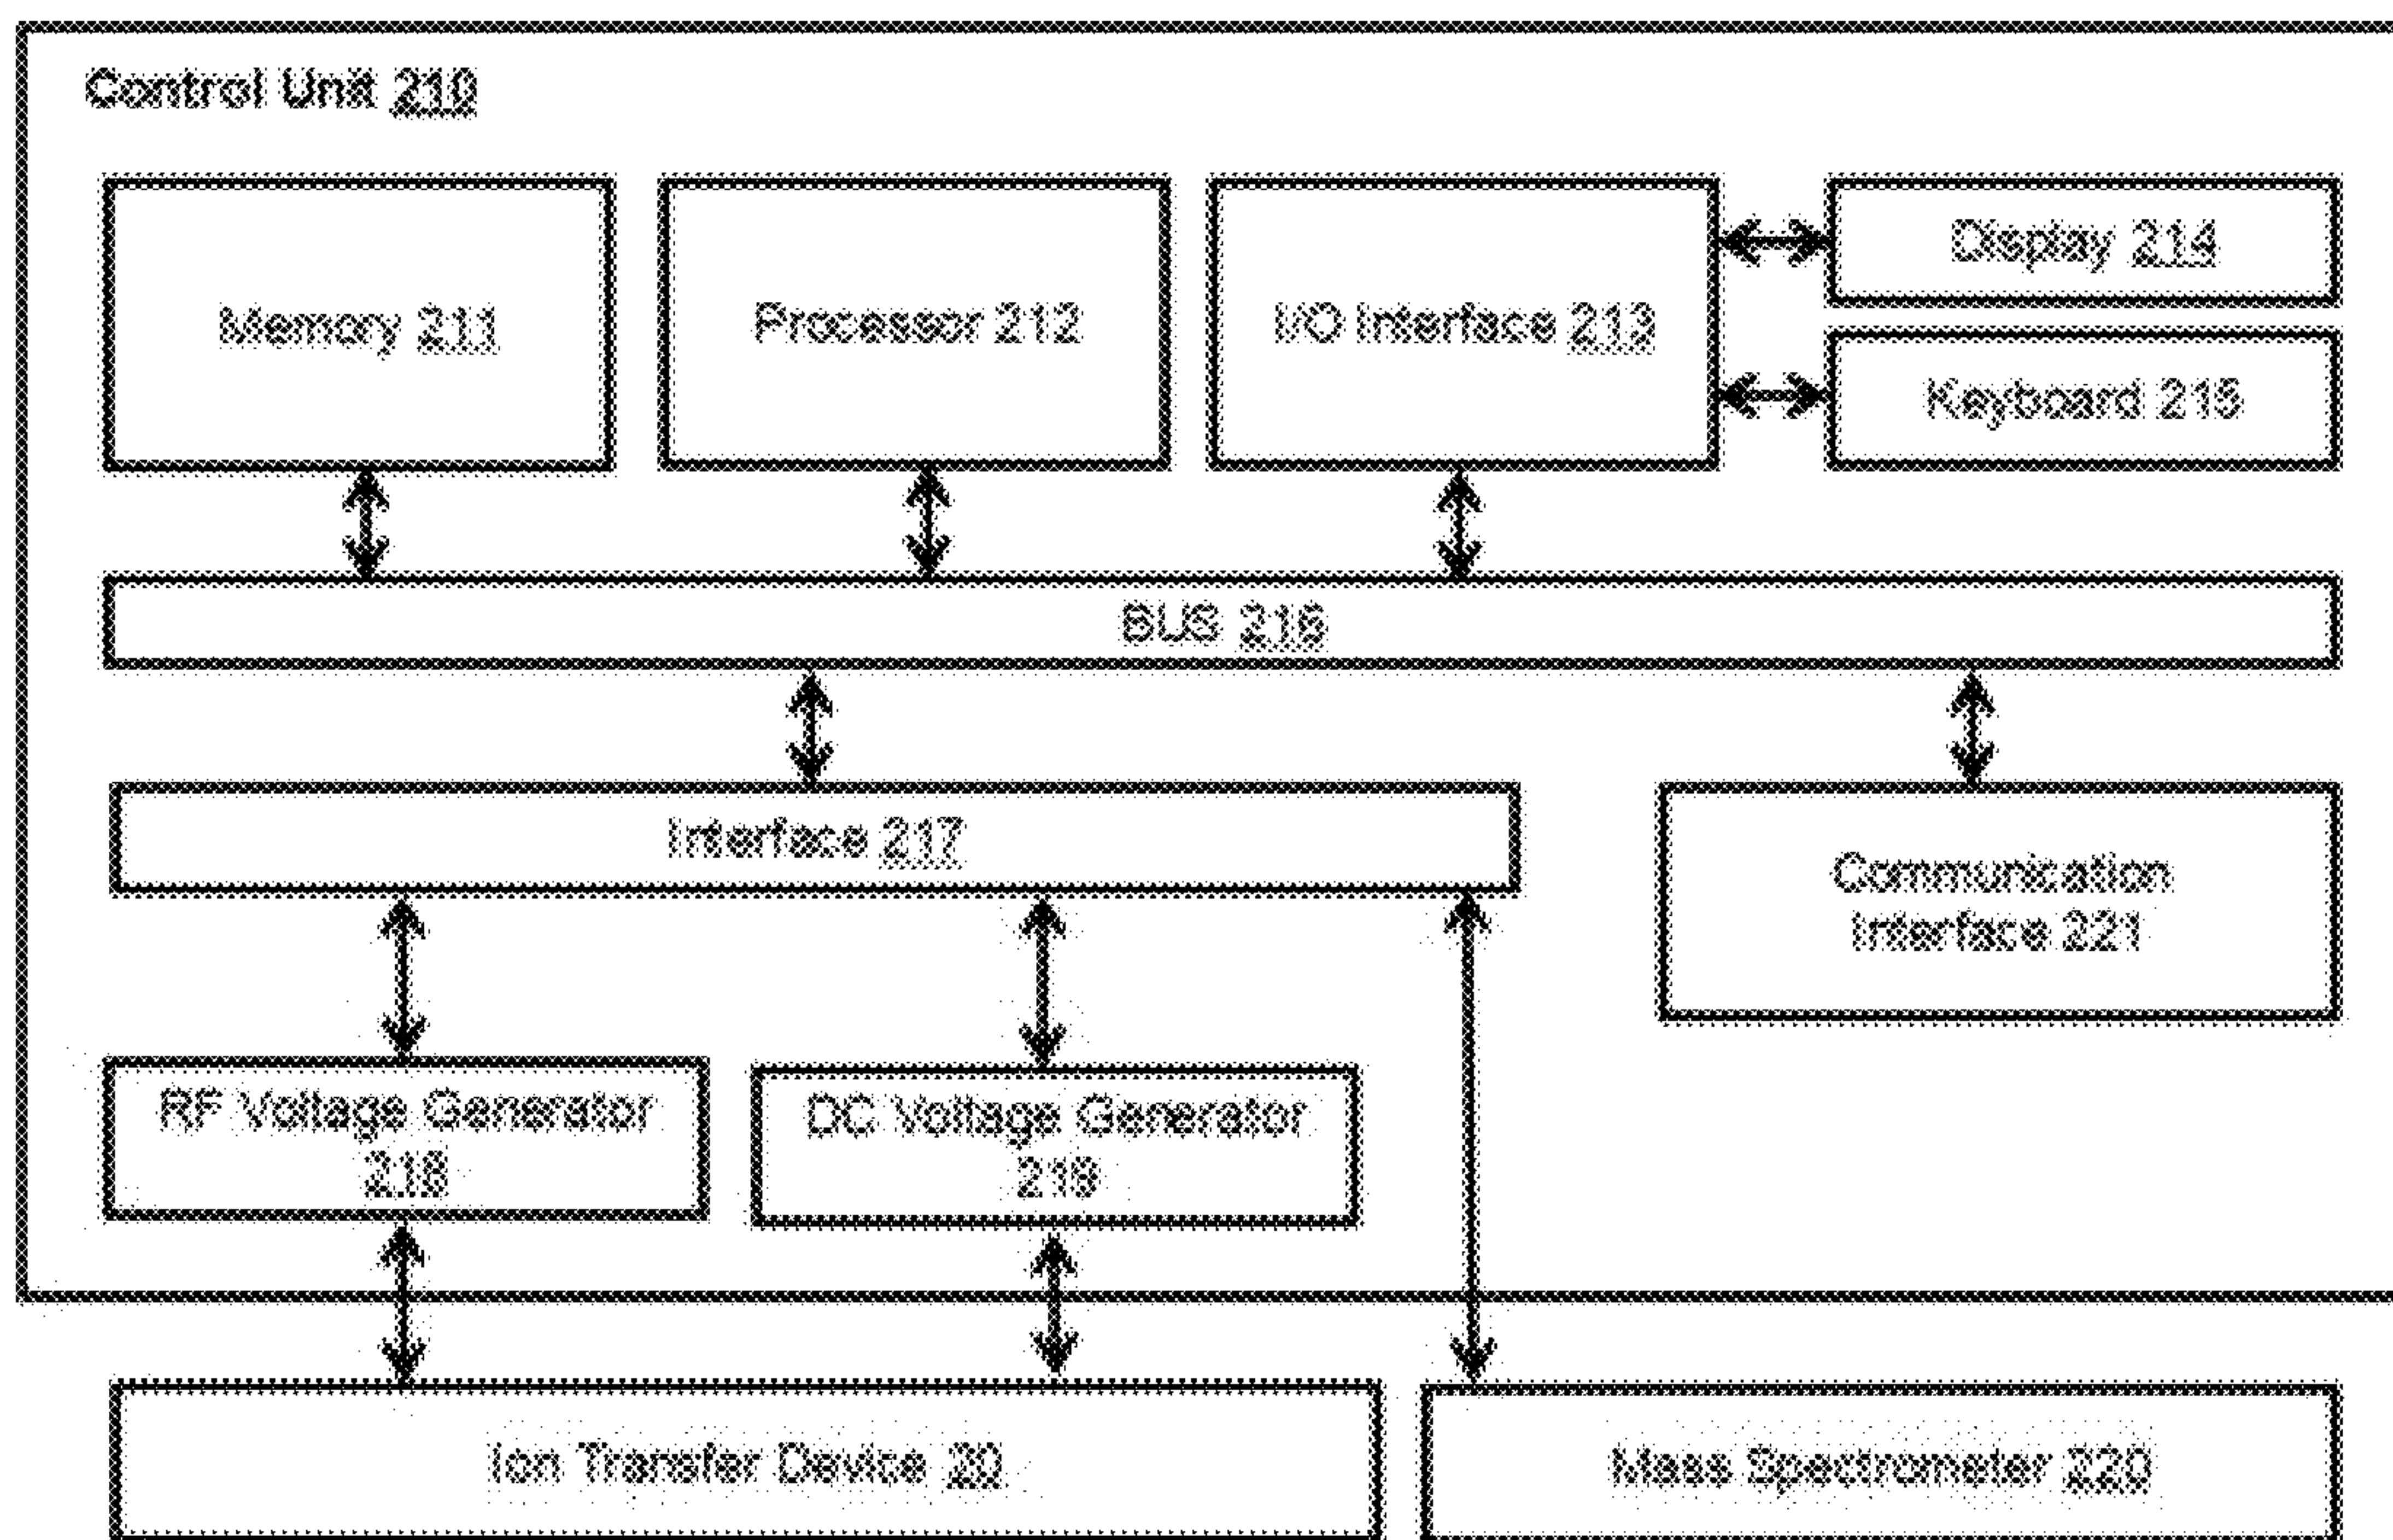 Control Unit 210
Memory 211
Processor 212
I/O Interface 213
Display 214
Keyboard 215
BUS 216
Interface 217
Communication
Interface 221
RF Voltage Generator
218
DC Voltage Generator
219
Ion Transfer Device 20
Mass Spectrometer 220